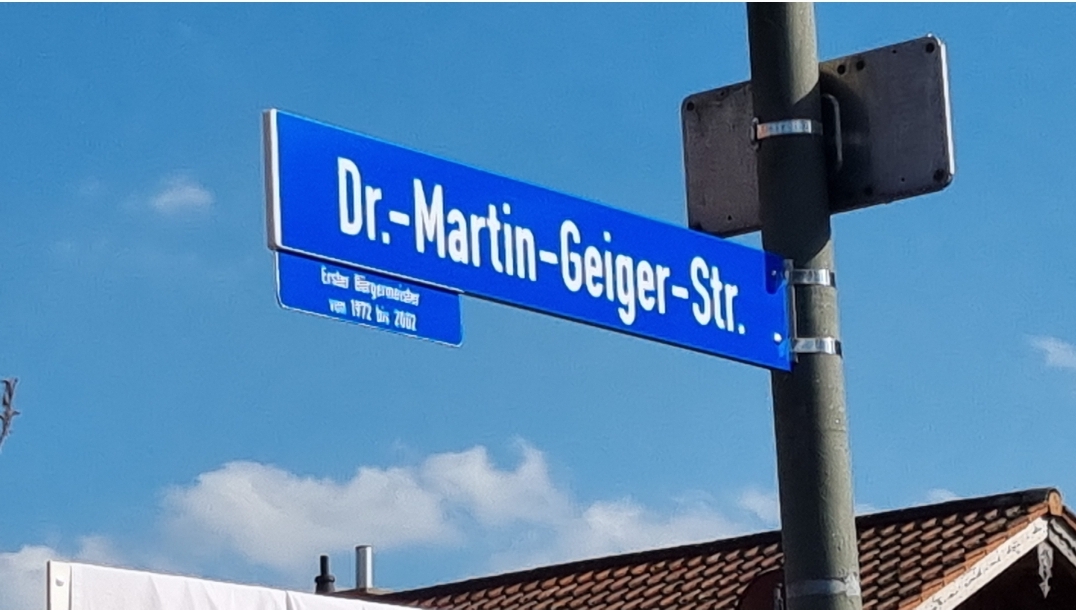 Dr.-Martin-Geiger-Str.
Erster Bürgermeister
von 1972 bis 2002